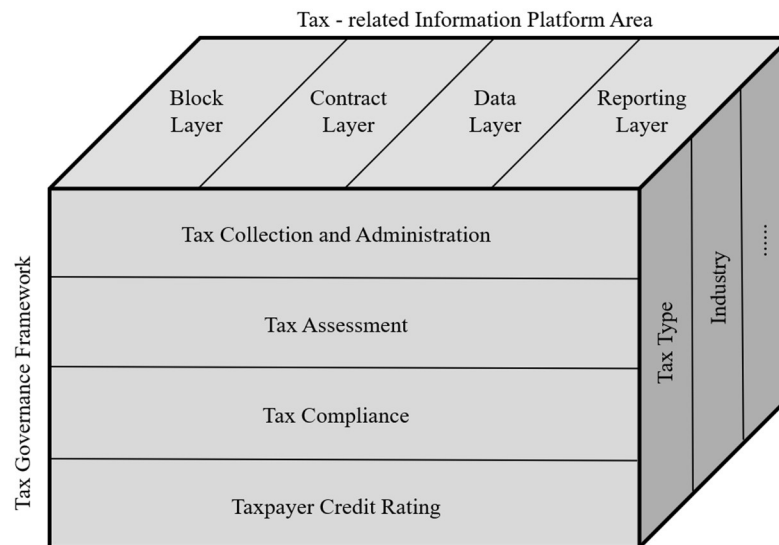 Tax - related Information Platform Area
Block
Layer
Contract
Layer
Data
Layer
Reporting
Layer
Tax Governance Framework
Tax Collection and Administration
Tax Assessment
Tax Compliance
Taxpayer Credit Rating
Tax Type
Industry
......